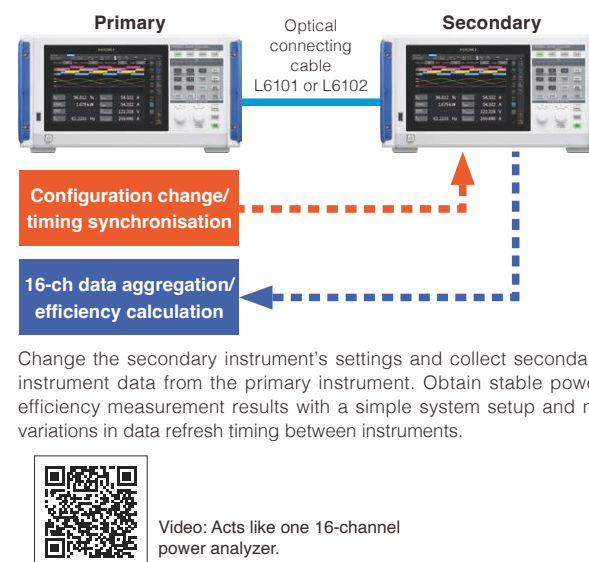 Primary
Optical
connecting
cable
L6101 or L6102
Secondary
HIOKI
HIOKI
Configuration change/
timing synchronisation
16-ch data aggregation/
efficiency calculation
Change the secondary instrument's settings and collect seconda
instrument data from the primary instrument. Obtain stable powe
efficiency measurement results with a simple system setup and n
variations in data refresh timing between instruments.
Video: Acts like one 16-channel
power analyzer.